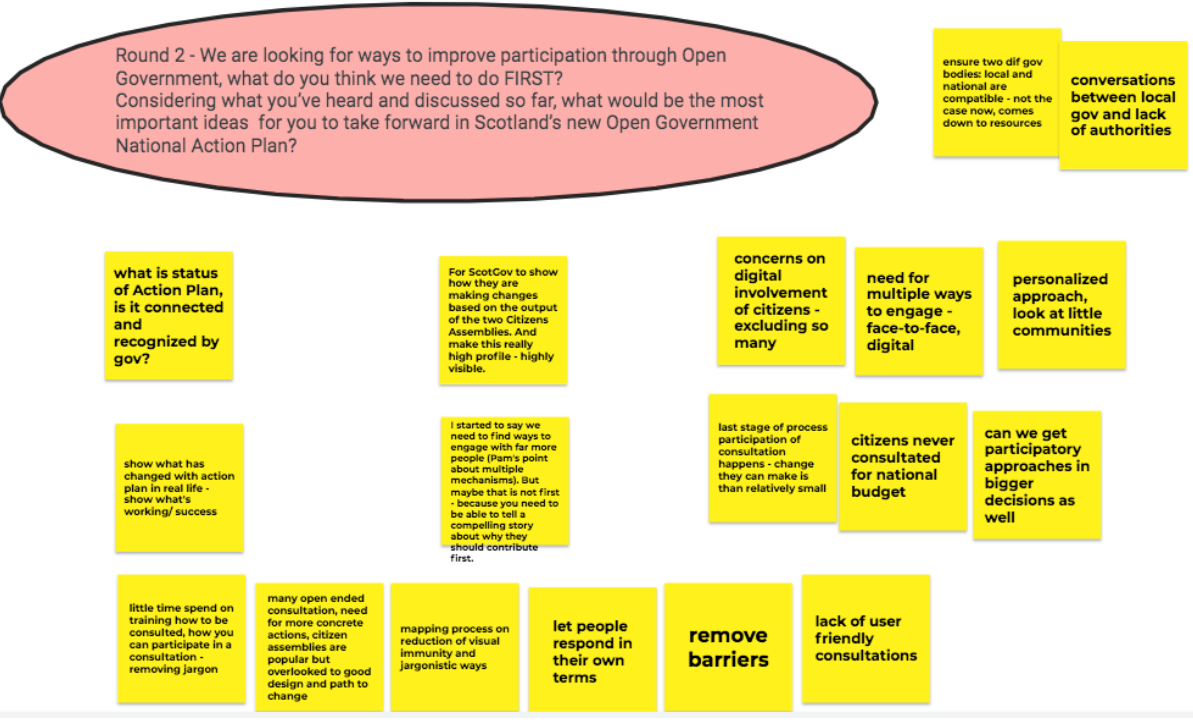 Round 2 - We are looking for ways to improve participation through Open
Government, what do you think we need to do FIRST?
Considering what you've heard and discussed so far, what would be the most
important ideas for you to take forward in Scotland's new Open Government
National Action Plan?
ensure two dif gov
bodies: local and
national are
compatible - not the
case now, comes
down to resources
conversations
between local
gov and lack
of authorities
what is status
of Action Plan,
is it connected
and
recognized by
gov?
For ScotGov to show
how they are
making changes
based on the output
of the two Citizens
Assemblies. And
make this really
high profile - highly
visible.
concerns on
digital
involvement
of citizens -
excluding so
many
need for
multiple ways
to engage -
face-to-face,
digital
personalized
approach,
look at little
communities
show what has
changed with action
plan in real life -
show what's
working/ success
I started to say we
need to find ways to
engage with far more
people (Pam's point
about multiple
mechanisms). But
maybe that is not first
- because you need to
be able to tell a
compelling story
about why they
should contribute
first.
last stage of process
participation of
consultation
happens - change
they can make is
than relatively small
citizens never
consultated
for national
budget
can we get
participatory
approaches in
bigger
decisions as
well
little time spend on
training how to be
consulted, how you
can participate in a
consultation -
removing jargon
many open ended
consultation, need
for more concrete
actions, citizen
assemblies are
popular but
overlooked to good
design and path to
change
mapping process on
reduction of visual
immunity and
jargonistic ways
let people
respond in
their own
terms
remove
barriers
lack of user
friendly
consultations